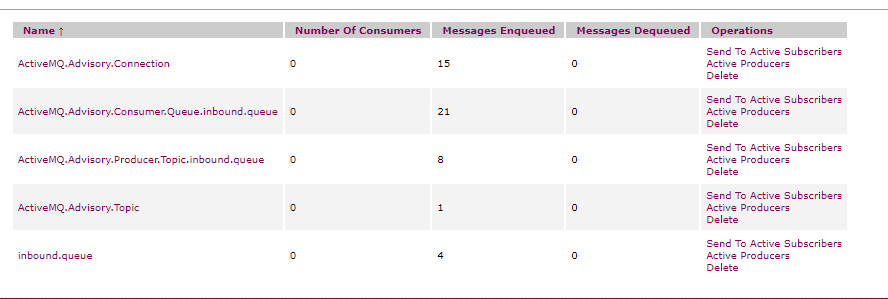 Name ↑ Number Of Consumers Messages Enqueued Messages Dequeued Operations
ActiveMQ.Advisory.Connection 0 15 0 Send To Active Subscribers
Active Producers
Delete
ActiveMQ.Advisory.Consumer.Queue.inbound.queue 0 21 0 Send To Active Subscribers
Active Producers
Delete
ActiveMQ.Advisory.Producer.Topic.inbound.queue 0 8 0 Send To Active Subscribers
Active Producers
Delete
ActiveMQ.Advisory.Topic 0 1 0 Send To Active Subscribers
Active Producers
Delete
inbound.queue 0 4 0 Send To Active Subscribers
Active Producers
Delete